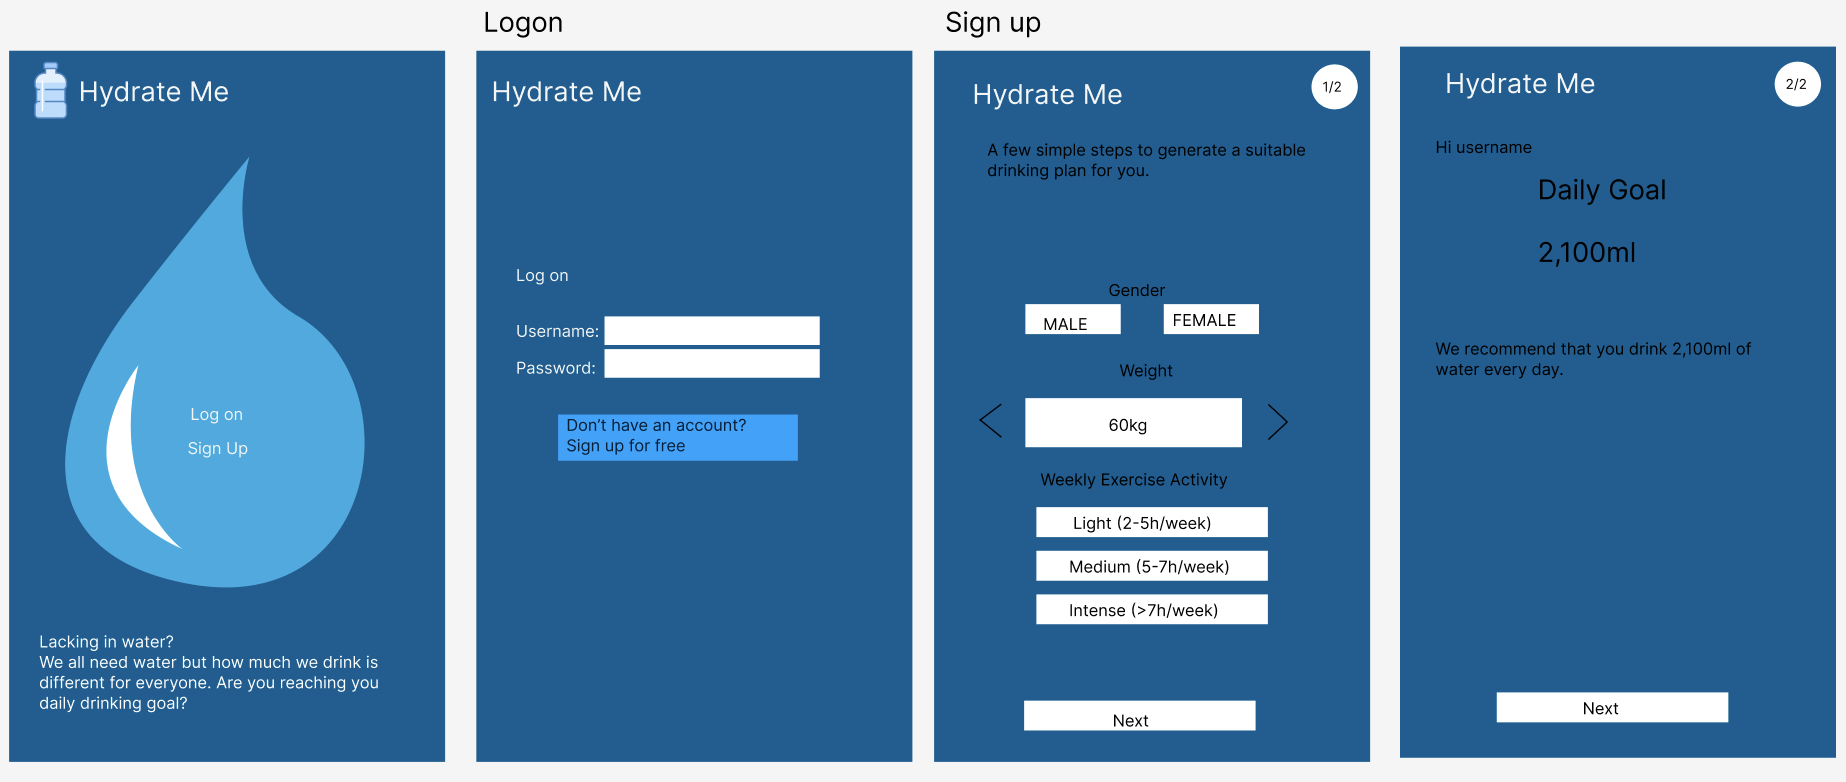 Logon
Sign up
Hydrate Me
Log on
Sign Up
Lacking in water?
We all need water but how much we drink is
different for everyone. Are you reaching you
daily drinking goal?
Hydrate Me
Log on
Username:
Password:
Don’t have an account?
Sign up for free
Hydrate Me
1/2
A few simple steps to generate a suitable
drinking plan for you.
Gender
MALE FEMALE
Weight
60kg
Weekly Exercise Activity
Light (2-5h/week)
Medium (5-7h/week)
Intense (>7h/week)
Next
Hydrate Me
2/2
Hi username
Daily Goal
2,100ml
We recommend that you drink 2,100ml of
water every day.
Next